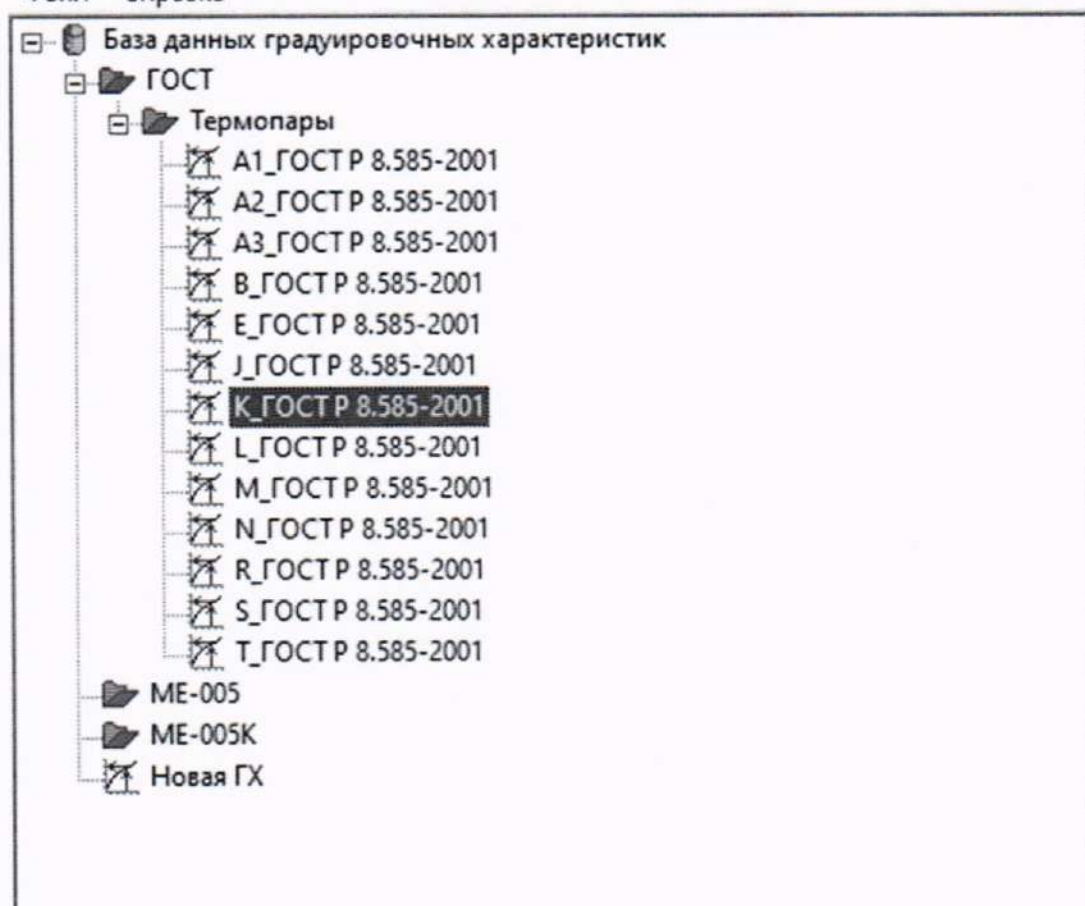 База данных градуировочных характеристик
ГОСТ
Термопары
A1_ГОСТ Р 8.585-2001
A2_ГОСТ Р 8.585-2001
A3_ГОСТ Р 8.585-2001
B_ГОСТ Р 8.585-2001
E_ГОСТ Р 8.585-2001
J_ГОСТ Р 8.585-2001
K_ГОСТ Р 8.585-2001
L_ГОСТ Р 8.585-2001
M_ГОСТ Р 8.585-2001
N_ГОСТ Р 8.585-2001
R_ГОСТ Р 8.585-2001
S_ГОСТ Р 8.585-2001
T_ГОСТ Р 8.585-2001
ME-005
ME-005K
Новая ГХ